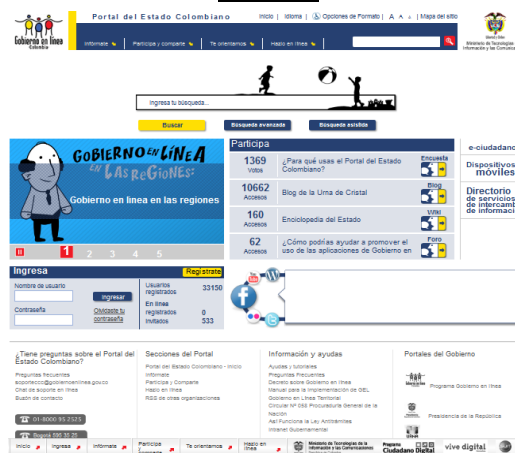 Portal del Estado Colombiano
Inicio | Idioma | Opciones de Formato | A A A | Mapa del sitio
Gobierno en línea
Colombia
Infórmate
Participa y comparte
Te orientamos
Hazlo en línea
Ministerio de Tecnologías de la
Información y las Comunicaciones
Ingresa tu búsqueda...
Buscar
Búsqueda avanzada
Búsqueda asistida
GOBIERNO EN LÍNEA
EN LAS REGIONES:
Gobierno en línea en las regiones
1 2 3 4 5
Participa
1369
Votos
¿Para qué usas el Portal del Estado
Colombiano?
Encuesta
10662
Accesos
Blog de la Urna de Cristal
Blog
160
Accesos
Enciclopedia del Estado
Wiki
62
Accesos
¿Cómo podrías ayudar a promover el
uso de las aplicaciones de Gobierno en
Foro
e-ciudadano
Dispositivos
móviles
Directorio
de servicios
de intercamb
de informaci
Ingresa
Regístrate
Nombre de usuario
Ingresar
Contraseña
Olvidaste tu
contraseña
Usuarios
registrados
33150
En línea
registrados 0
Invitados 533
¿Tiene preguntas sobre el Portal del
Estado Colombiano?
Preguntas frecuentes
soporteccc@gobiernoenlinea.gov.co
Chat de soporte en línea
Buzón de contacto
01-8000 95 2525
Secciones del Portal
Portal del Estado Colombiano - Inicio
Infórmate
Participa y Comparte
Hazlo en línea
RSS de otras organizaciones
Información y ayudas
Ayudas y tutoriales
Preguntas Frecuentes
Decreto sobre Gobierno en línea
Manual para la Implementación de GEL
Gobierno en Línea Territorial
Circular Nº 058 Procuraduría General de la
Nación
Así Funciona la Ley Antitrámites
Intranet Gubernamental
Portales del Gobierno
Programa Gobierno en línea
Presidencia de la República
Inicio
Ingresa
Infórmate
Participa
Te orientamos
Hazlo en
línea
Ministerio de Tecnologías de la
Información y las Comunicaciones
Programa
Ciudadano Digital
vive digital